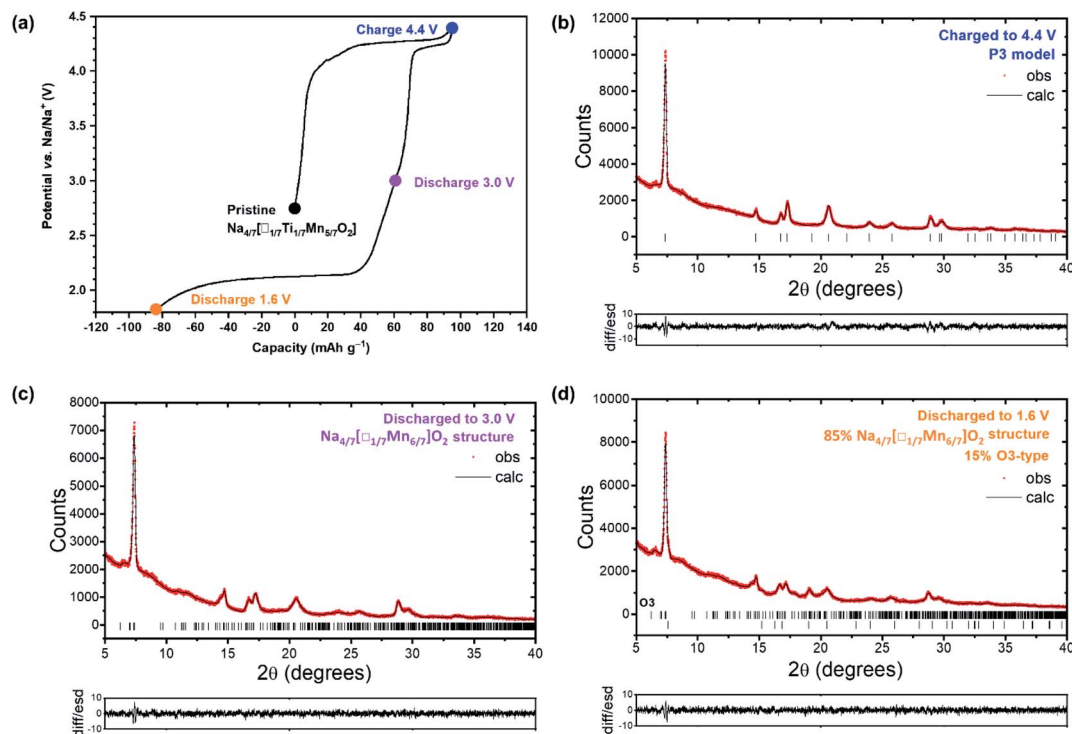 (a)
4.5
4.0
3.5
3.0
2.5
2.0
Potential vs. Na/Na⁺ (V)
Charge 4.4 V
Discharge 3.0 V
Pristine
Na₄/₇[□₁/₇Ti₁/₇Mn₅/₇O₂]
Discharge 1.6 V
-120 -100 -80 -60 -40 -20 0 20 40 60 80 100 120 140
Capacity (mAh g⁻¹)
(b)
12000
10000
8000
6000
4000
2000
0
Counts
Charged to 4.4 V
P3 model
obs
calc
5 10 15 20 25 30 35 40
2θ (degrees)
diff/esd
10
0
-10
(c)
8000
7000
6000
5000
4000
3000
2000
1000
0
Counts
Discharged to 3.0 V
Na₄/₇[□₁/₇Mn₆/₇]O₂ structure
obs
calc
5 10 15 20 25 30 35 40
2θ (degrees)
diff/esd
10
0
-10
(d)
10000
8000
6000
4000
2000
0
Counts
Discharged to 1.6 V
85% Na₄/₇[□₁/₇Mn₆/₇]O₂ structure
15% O3-type
obs
calc
O3
5 10 15 20 25 30 35 40
2θ (degrees)
diff/esd
10
0
-10